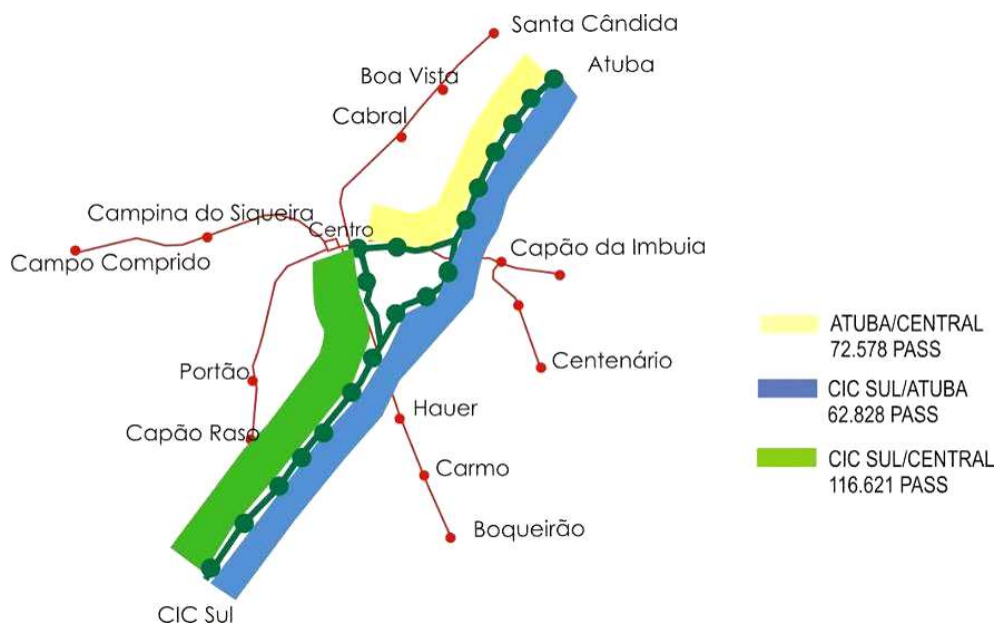 Santa Cândida
Atuba
Boa Vista
Cabral
Campina do Siqueira
Centro
Campo Comprido
Capão da Imbuia
Portão
Centenário
Hauer
Capão Raso
Carmo
Boqueirão
CIC Sul
ATUBA/CENTRAL
72.578 PASS
CIC SUL/ATUBA
62.828 PASS
CIC SUL/CENTRAL
116.621 PASS